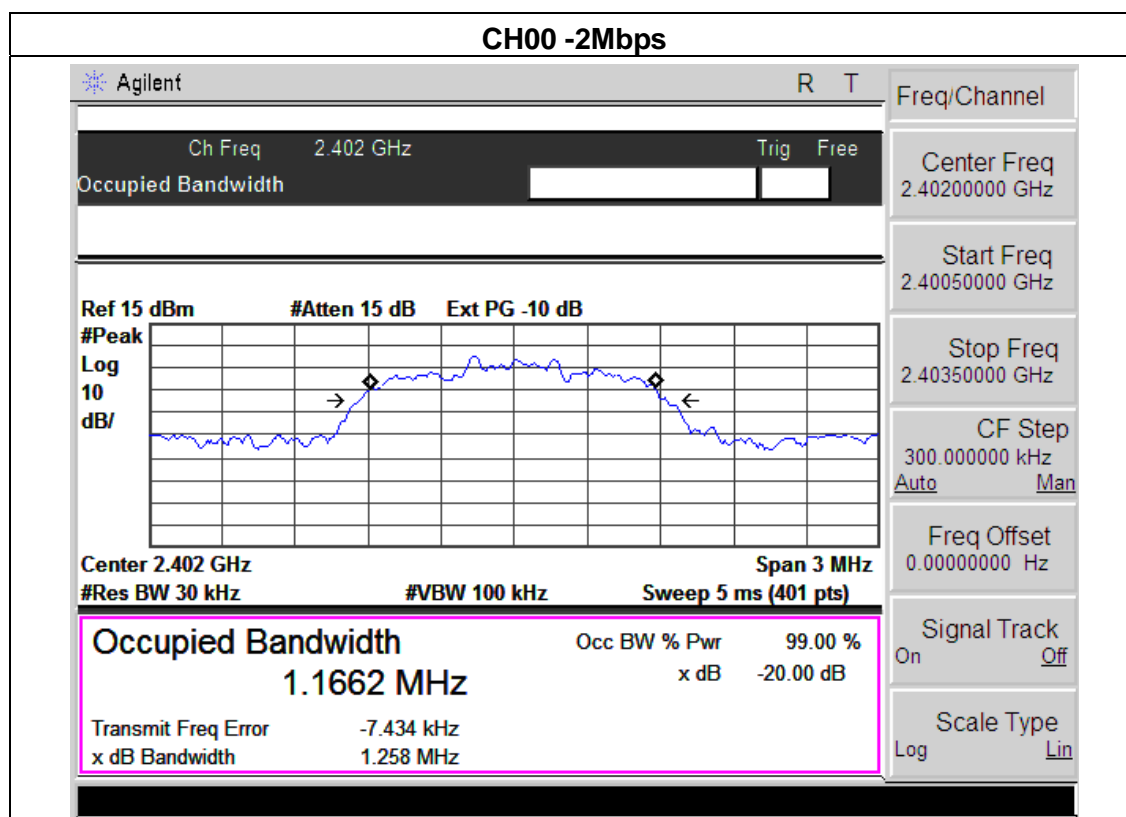 CH00 -2Mbps
Agilent R T
Ch Freq 2.402 GHz Trig Free
Occupied Bandwidth
Ref 15 dBm #Atten 15 dB Ext PG -10 dB
#Peak
Log
10
dB/
Center 2.402 GHz Span 3 MHz
#Res BW 30 kHz #VBW 100 kHz Sweep 5 ms (401 pts)
Occupied Bandwidth Occ BW % Pwr 99.00 %
1.1662 MHz x dB -20.00 dB
Transmit Freq Error -7.434 kHz
x dB Bandwidth 1.258 MHz
Freq/Channel
Center Freq
2.40200000 GHz
Start Freq
2.40050000 GHz
Stop Freq
2.40350000 GHz
CF Step
300.000000 kHz
Auto Man
Freq Offset
0.00000000 Hz
Signal Track
On Off
Scale Type
Log Lin